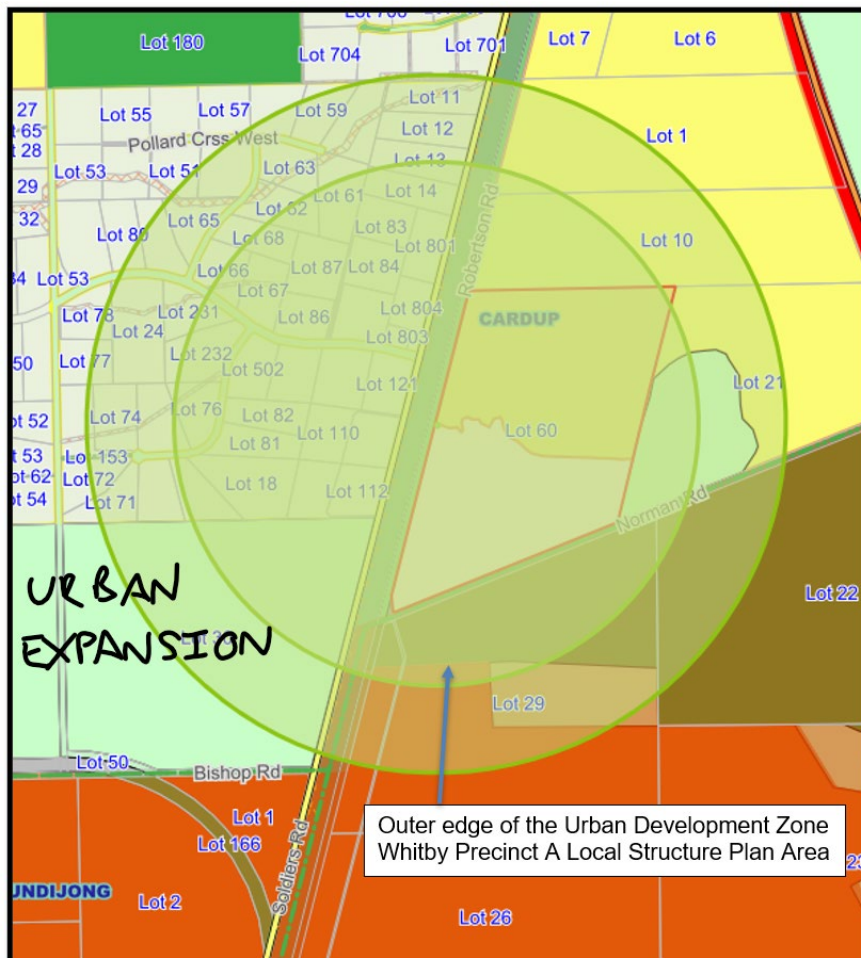 Lot 180
Lot 704
Lot 701
Lot 7
Lot 6
27
Lot 55
Lot 57
Lot 59
Lot 11
Lot 12
Lot 1
Pollard Crss West
Lot 53
Lot 51
Lot 63
Lot 13
29
Lot 61
Lot 14
32
Lot 65
Lot 62
Lot 83
Robertson Rd
Lot 80
Lot 68
Lot 801
Lot 10
Lot 53
Lot 66
Lot 87
Lot 84
Lot 67
Lot 78
Lot 231
Lot 86
Lot 804
CARDUP
Lot 24
Lot 803
50
Lot 77
Lot 232
Lot 502
Lot 121
Lot 21
Lot 74
Lot 76
Lot 82
Lot 110
Lot 60
Lot 81
Lot 153
Lot 72
Lot 18
Lot 112
Lot 71
Norman Rd
URBAN
EXPANSION
Lot 22
Lot 29
Lot 50
Bishop Rd
Lot 1
Lot 166
Soldiers Rd
Outer edge of the Urban Development Zone
Whitby Precinct A Local Structure Plan Area
UNDIJONG
Lot 2
Lot 26